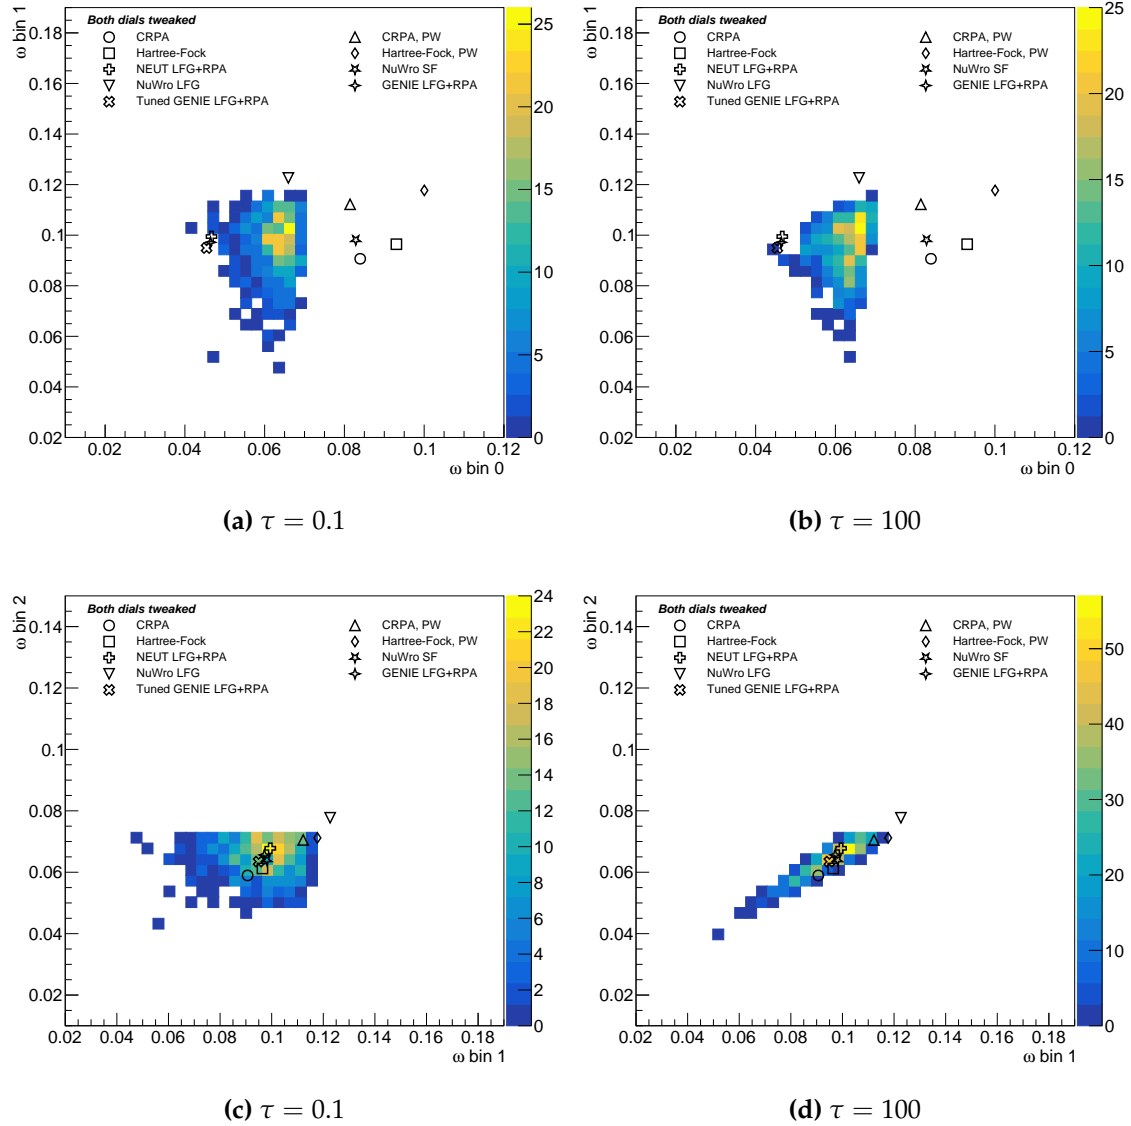 Both dials tweaked
CRPA
Hartree-Fock
NEUT LFG+RPA
NuWro LFG
Tuned GENIE LFG+RPA
CRPA, PW
Hartree-Fock, PW
NuWro SF
GENIE LFG+RPA
ω bin 1
0.18
0.16
0.14
0.12
0.1
0.08
0.06
0.04
0.02
0.02 0.04 0.06 0.08 0.1 0.12
ω bin 0
25
20
15
10
5
0
(a) τ = 0.1
Both dials tweaked
CRPA
Hartree-Fock
NEUT LFG+RPA
NuWro LFG
Tuned GENIE LFG+RPA
CRPA, PW
Hartree-Fock, PW
NuWro SF
GENIE LFG+RPA
ω bin 1
0.18
0.16
0.14
0.12
0.1
0.08
0.06
0.04
0.02
0.02 0.04 0.06 0.08 0.1 0.12
ω bin 0
25
20
15
10
5
0
(b) τ = 100
Both dials tweaked
CRPA
Hartree-Fock
NEUT LFG+RPA
NuWro LFG
Tuned GENIE LFG+RPA
CRPA, PW
Hartree-Fock, PW
NuWro SF
GENIE LFG+RPA
ω bin 2
0.14
0.12
0.1
0.08
0.06
0.04
0.02
0.02 0.04 0.06 0.08 0.1 0.12 0.14 0.16 0.18
ω bin 1
24
22
20
18
16
14
12
10
8
6
4
2
0
(c) τ = 0.1
Both dials tweaked
CRPA
Hartree-Fock
NEUT LFG+RPA
NuWro LFG
Tuned GENIE LFG+RPA
CRPA, PW
Hartree-Fock, PW
NuWro SF
GENIE LFG+RPA
ω bin 2
0.14
0.12
0.1
0.08
0.06
0.04
0.02
0.02 0.04 0.06 0.08 0.1 0.12 0.14 0.16 0.18
ω bin 1
50
40
30
20
10
0
(d) τ = 100